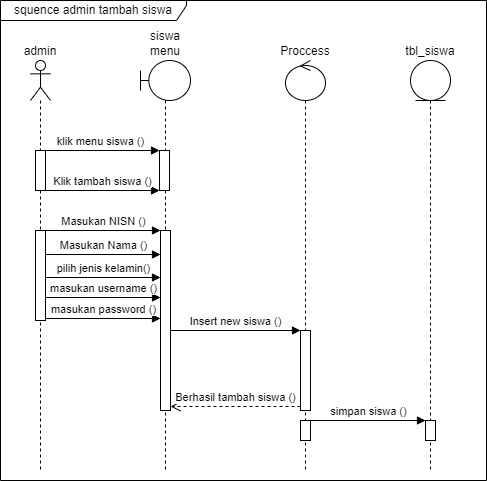 squence admin tambah siswa
admin
siswa
menu
Proccess
tbl_siswa
klik menu siswa ()
Klik tambah siswa ()
Masukan NISN ()
Masukan Nama ()
pilih jenis kelamin()
masukan username ()
masukan password ()
Insert new siswa ()
Berhasil tambah siswa ()
simpan siswa ()